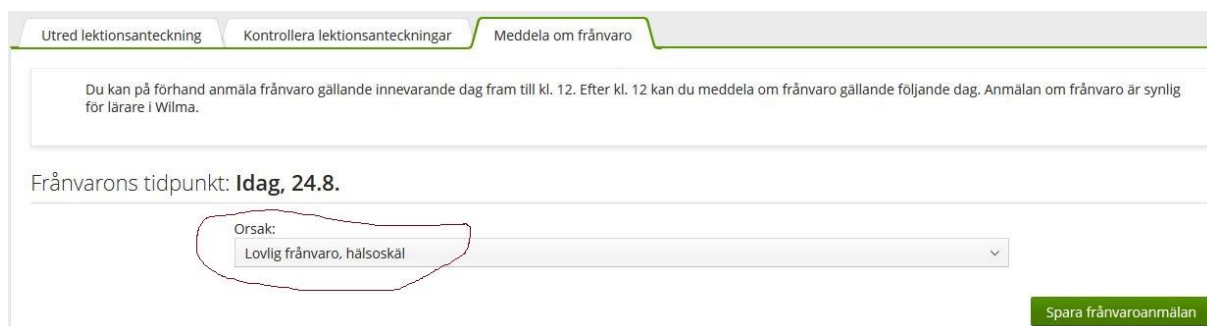 Utred lektionsanteckning Kontrollera lektionsanteckningar Meddela om frånvaro
Du kan på förhand anmäla frånvaro gällande innevarande dag fram till kl. 12. Efter kl. 12 kan du meddela om frånvaro gällande följande dag. Anmälan om frånvaro är synlig
för lärare i Wilma.
Frånvarons tidpunkt: Idag, 24.8.
Orsak:
Lovlig frånvaro, hälsoskäl
Spara frånvaroanmälan